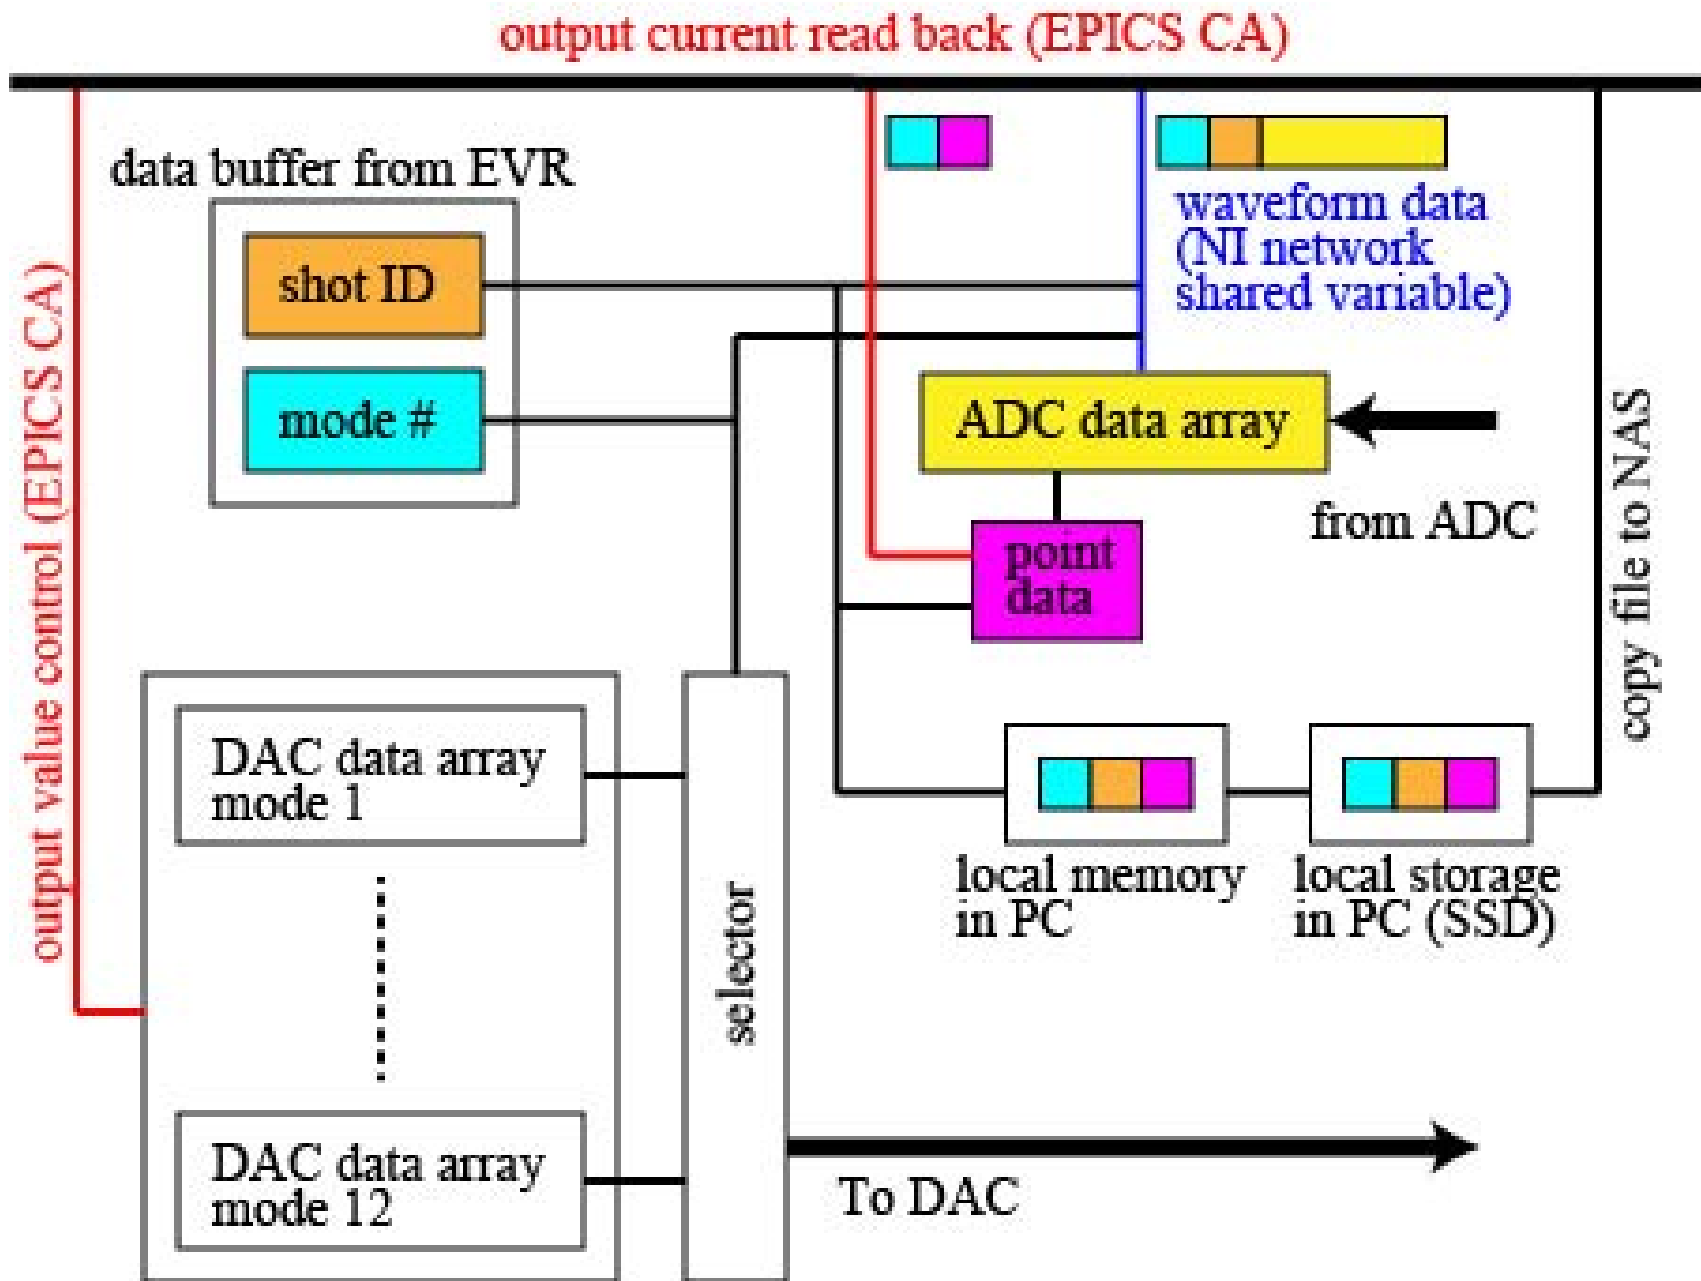 output current read back (EPICS CA)
data buffer from EVR
shot ID
mode #
waveform data
(NI network
shared variable)
ADC data array
from ADC
point
data
output value control (EPICS CA)
copy file to NAS
DAC data array
mode 1
selector
local memory
in PC
local storage
in PC (SSD)
DAC data array
mode 12
To DAC